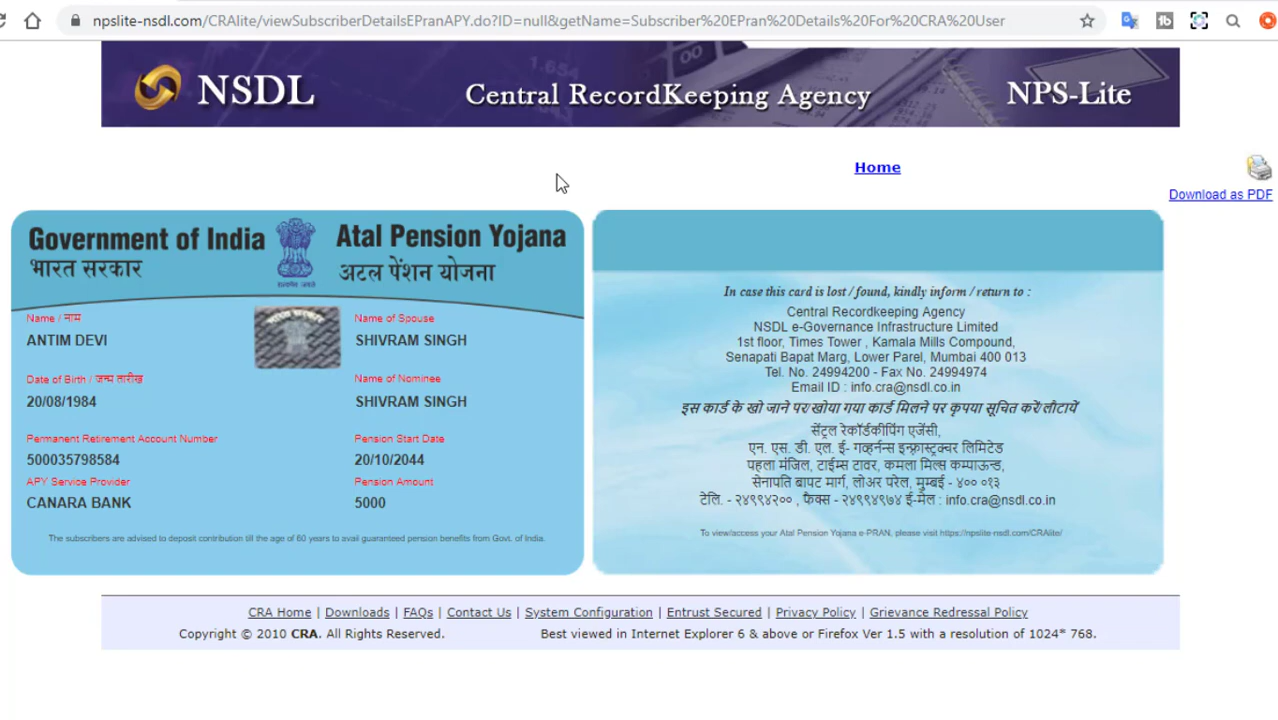 npslite-nsdl.com/CRAlite/viewSubscriberDetailsEPranAPY.do?ID=null&getName=Subscriber%20EPran%20Details%20For%20CRA%20User
NSDL Central RecordKeeping Agency NPS-Lite
Home
Download as PDF
Government of India Atal Pension Yojana
भारत सरकार अटल पेंशन योजना
Name / नाम Name of Spouse
ANTIM DEVI SHIVRAM SINGH
Date of Birth / जन्म तारीख Name of Nominee
20/08/1984 SHIVRAM SINGH
Permanent Retirement Account Number Pension Start Date
500035798584 20/10/2044
APY Service Provider Pension Amount
CANARA BANK 5000
The subscribers are advised to deposit contribution till the age of 60 years to avail guaranteed pension benefits from Govt. of India.
In case this card is lost / found, kindly inform / return to :
Central Recordkeeping Agency
NSDL e-Governance Infrastructure Limited
1st floor, Times Tower , Kamala Mills Compound,
Senapati Bapat Marg, Lower Parel, Mumbai 400 013
Tel. No. 24994200 - Fax No. 24994974
Email ID : info.cra@nsdl.co.in
इस कार्ड के खो जाने पर/खोया गया कार्ड मिलने पर कृपया सूचित करें/लौटायें
सेंट्रल रेकॉर्डकीपिंग एजेंसी,
एन. एस. डी. एल. ई- गव्हर्नन्स इन्फ्रास्ट्रक्चर लिमिटेड
पहला मंजिल, टाईम्स टावर, कमला मिल्स कम्पाऊन्ड,
सेनापति बापट मार्ग, लोअर परेल, मुम्बई - ४०० ०१३
टेलि. - २४९९४२०० , फैक्स - २४९९४९७४ ई-मेल : info.cra@nsdl.co.in
To view/access your Atal Pension Yojana e-PRAN, please visit https://npslite-nsdl.com/CRAlite/
CRA Home | Downloads | FAQs | Contact Us | System Configuration | Entrust Secured | Privacy Policy | Grievance Redressal Policy
Copyright © 2010 CRA. All Rights Reserved. Best viewed in Internet Explorer 6 & above or Firefox Ver 1.5 with a resolution of 1024* 768.